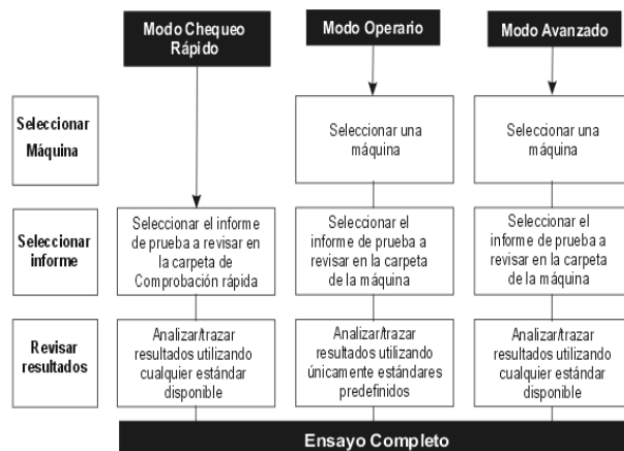 Modo Chequeo
Rápido
Modo Operario
Modo Avanzado
Seleccionar
Máquina
Seleccionar una
máquina
Seleccionar una
máquina
Seleccionar
informe
Seleccionar el informe
de prueba a revisar en
la carpeta de
Comprobación rápida
Seleccionar el
informe de prueba a
revisar en la carpeta
de la máquina
Seleccionar el
informe de prueba a
revisar en la carpeta
de la máquina
Revisar
resultados
Analizar/trazar
resultados utilizando
cualquier estándar
disponible
Analizar/trazar
resultados utilizando
únicamente estándares
predefinidos
Analizar/trazar
resultados utilizando
cualquier estándar
disponible
Ensayo Completo